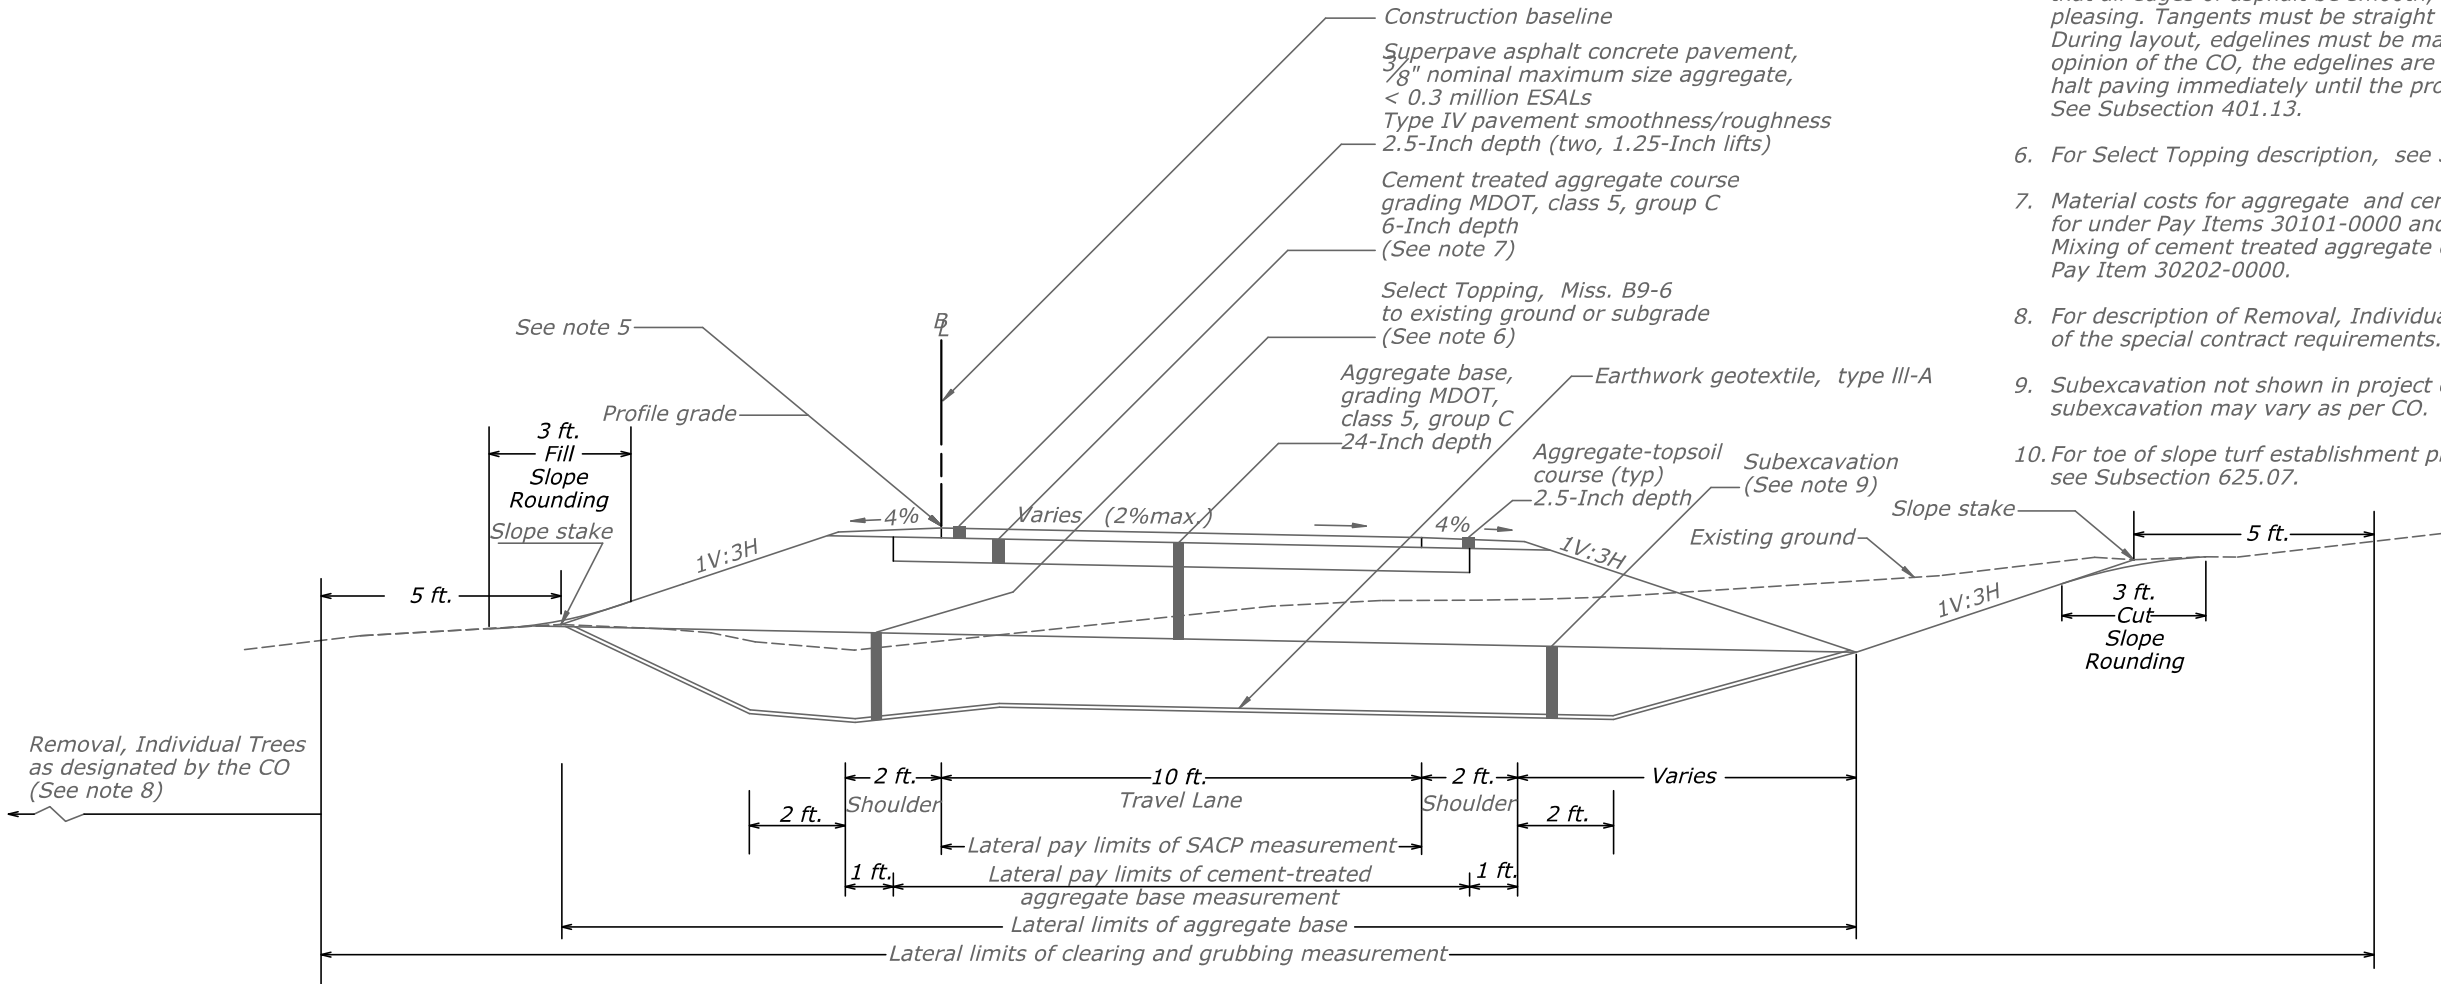 Construction baseline
Superpave asphalt concrete pavement,
3/8" nominal maximum size aggregate,
< 0.3 million ESALs
Type IV pavement smoothness/roughness
2.5-Inch depth (two, 1.25-Inch lifts)
Cement treated aggregate course
grading MDOT, class 5, group C
6-Inch depth
(See note 7)
Select Topping, Miss. B9-6
to existing ground or subgrade
(See note 6)
Aggregate base,
grading MDOT,
class 5, group C
24-Inch depth
Earthwork geotextile, type III-A
Aggregate-topsoil
course (typ)
2.5-Inch depth
Subexcavation
(See note 9)
Slope stake
Existing ground
5 ft.
3 ft.
Cut
Slope
Rounding
1V:3H
1V:3H
See note 5
BL
Profile grade
3 ft.
Fill
Slope
Rounding
Slope stake
1V:3H
5 ft.
4%
Varies (2%max.)
4%
Removal, Individual Trees
as designated by the CO
(See note 8)
2 ft.
Shoulder
10 ft.
Travel Lane
2 ft.
Shoulder
Varies
2 ft.
2 ft.
Lateral pay limits of SACP measurement
1 ft.
Lateral pay limits of cement-treated
aggregate base measurement
1 ft.
Lateral limits of aggregate base
Lateral limits of clearing and grubbing measurement
pleasing. Tangents must be straight
During layout, edgelines must be
opinion of the CO, the edgelines are
halt paving immediately until the
See Subsection 401.13.
6. For Select Topping description, see
7. Material costs for aggregate and
for under Pay Items 30101-0000 and
Mixing of cement treated aggregate
Pay Item 30202-0000.
8. For description of Removal,
of the special contract requirements.
9. Subexcavation not shown in project
subexcavation may vary as per CO.
10. For toe of slope turf establishment
see Subsection 625.07.